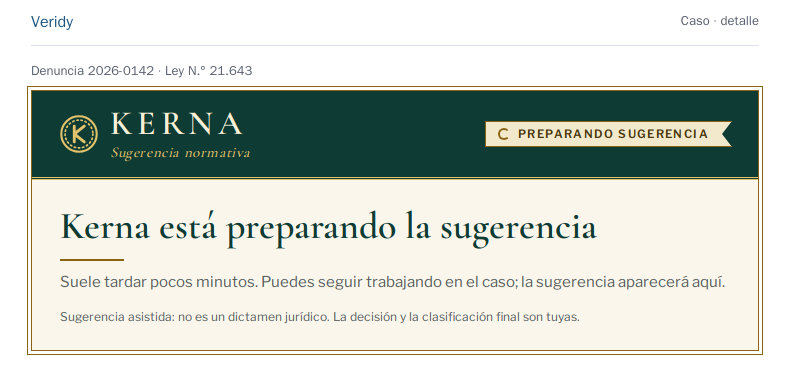 Veridy
Caso · detalle
Denuncia 2026-0142 · Ley N.° 21.643
KERNA
Sugerencia normativa
PREPARANDO SUGERENCIA
Kerna está preparando la sugerencia
Suele tardar pocos minutos. Puedes seguir trabajando en el caso; la sugerencia aparecerá aquí.
Sugerencia asistida: no es un dictamen jurídico. La decisión y la clasificación final son tuyas.